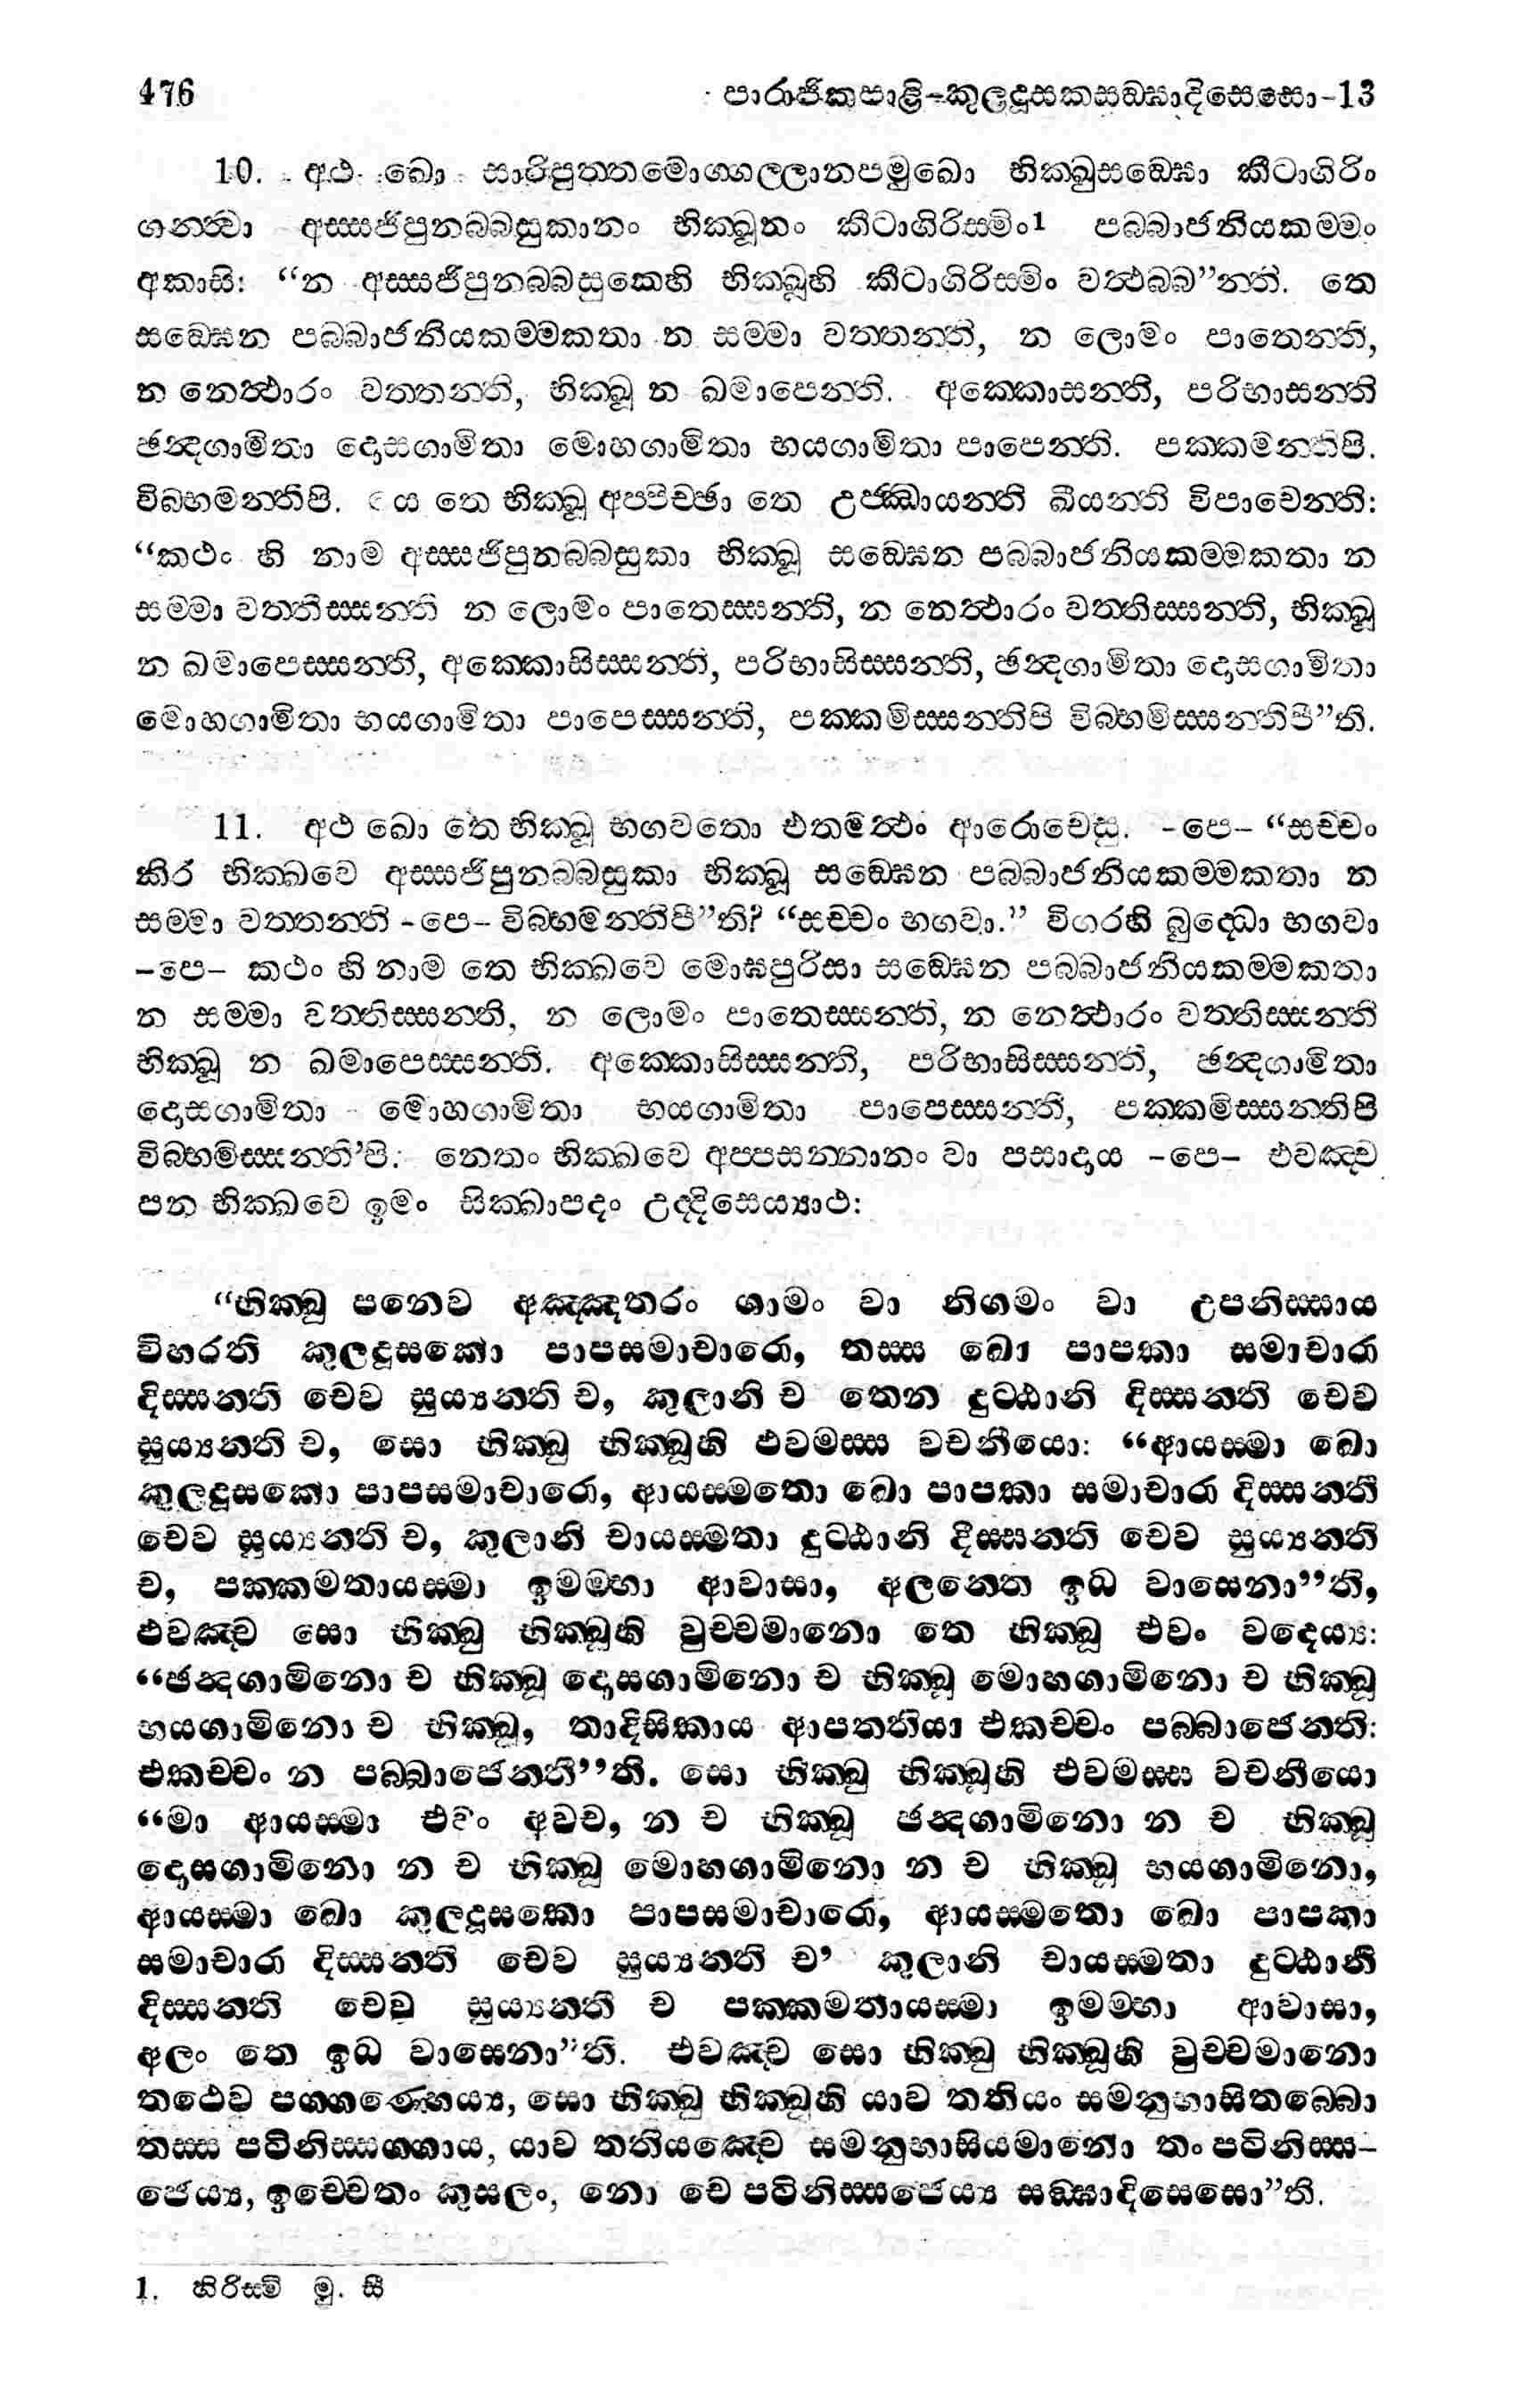 476 පාරාජිකපාළි-කුලදූසකසඞ්ඝාදිසෙසො-13
10. අථ ඛො සාරිපුත්තමොග්ගල්ලානපමුඛො භික්ඛුසඞ්ඝො කීටාගිරිං
ගන්ත්වා අස්සජිපුනබ්බසුකානං භික්ඛූනං කීටාගිරිස්මිං1 පබ්බාජනීයකම්මං
අකාසි: “න අස්සජිපුනබ්බසුකෙහි භික්ඛූහි කීටාගිරිස්මිං වත්ථබ්බ”න්ති. තෙ
සඞ්ඝෙන පබ්බාජනීයකම්මකතා න සම්මා වත්තන්ති, න ලොමං පාතෙන්ති,
න නෙත්ථාරං වත්තන්ති, භික්ඛූ න ඛමාපෙන්ති. අක්කොසන්ති, පරිභාසන්ති
ඡන්දගාමිතා දොසගාමිතා මොහගාමිතා භයගාමිතා පාපෙන්ති. පක්කමන්තිපි.
විබ්භමන්තිපි. යෙ තෙ භික්ඛූ අප්පිච්ඡා තෙ උජ්ඣායන්ති ඛීයන්ති විපාචෙන්ති:
“කථං හි නාම අස්සජිපුනබ්බසුකා භික්ඛූ සඞ්ඝෙන පබ්බාජනියකම්මකතා න
සම්මා වත්තිස්සන්ති න ලොමං පාතෙස්සන්ති, න නෙත්ථාරං වත්තිස්සන්ති, භික්ඛූ
න ඛමාපෙස්සන්ති, අක්කොසිස්සන්ති, පරිභාසිස්සන්ති, ඡන්දගාමිතා දොසගාමිතා
මොහගාමිතා භයගාමිතා පාපෙස්සන්ති, පක්කමිස්සන්තිපි විබ්භමිස්සන්තිපී”ති.
11. අථ ඛො තෙ භික්ඛූ භගවතො එතමත්ථං ආරොචෙසු. -පෙ- “සච්චං
කිර භික්ඛවෙ අස්සජිපුනබ්බසුකා භික්ඛූ සඞ්ඝෙන පබ්බාජනියකම්මකතා න
සම්මා වත්තන්ති -පෙ- විබ්භමන්තිපී”ති? “සච්චං භගවා.” විගරහි බුද්ධො භගවා
-පෙ- කථං හි නාම තෙ භික්ඛවෙ මොඝපුරිසා සඞ්ඝෙන පබ්බාජනියකම්මකතා
න සම්මා වත්තිස්සන්ති, න ලොමං පාතෙස්සන්ති, න නෙත්ථාරං වත්තිස්සන්ති
භික්ඛූ න ඛමාපෙස්සන්ති. අක්කොසිස්සන්ති, පරිභාසිස්සන්ති, ඡන්දගාමිතා
දොසගාමිතා මොහගාමිතා භයගාමිතා පාපෙස්සන්ති, පක්කමිස්සන්තිපි
විබ්භමිස්සන්ති’පි. නෙතං භික්ඛවෙ අප්පසන්නානං වා පසාදාය -පෙ- එවඤ්ච
පන භික්ඛවෙ ඉමං සික්ඛාපදං උද්දිසෙය්‍යාථ:
“භික්ඛු පනෙව අඤ්ඤතරං ගාමං වා නිගමං වා උපනිස්සාය
විහරති කුලදූසකො පාපසමාචාරො, තස්ස ඛො පාපකා සමාචාරා
දිස්සන්ති චෙව සුය්‍යන්ති ච, කුලානි ච තෙන දුට්ඨානි දිස්සන්ති චෙව
සුය්‍යන්ති ච, සො භික්ඛු භික්ඛූහි එවමස්ස වචනීයො: “ආයස්මා ඛො
කුලදූසකො පාපසමාචාරො, ආයස්මතො ඛො පාපකා සමාචාරා දිස්සන්ති
චෙව සුය්‍යන්ති ච, කුලානි චායස්මතා දුට්ඨානි දිස්සන්ති චෙව සුය්‍යන්ති
ච, පක්කමතායස්මා ඉමම්හා ආවාසා, අලන්තෙ ඉධ වාසෙනා”ති,
එවඤ්ච සො භික්ඛු භික්ඛූහි වුච්චමානො තෙ භික්ඛූ එවං වදෙය්‍ය:
“ඡන්දගාමිනො ච භික්ඛූ දොසගාමිනො ච භික්ඛූ මොහගාමිනො ච භික්ඛූ
භයගාමිනො ච භික්ඛූ, තාදිසිකාය ආපත්තියා එකච්චං පබ්බාජෙන්ති:
එකච්චං න පබ්බාජෙන්තී”ති. සො භික්ඛු භික්ඛූහි එවමස්ස වචනීයො
“මා ආයස්මා එවං අවච, න ච භික්ඛූ ඡන්දගාමිනො න ච භික්ඛූ
දොසගාමිනො න ච භික්ඛූ මොහගාමිනො න ච භික්ඛූ භයගාමිනො,
ආයස්මා ඛො කුලදූසකො පාපසමාචාරො, ආයස්මතො ඛො පාපකා
සමාචාරා දිස්සන්ති චෙව සුය්‍යන්ති ච’ කුලානි චායස්මතා දුට්ඨානි
දිස්සන්ති චෙව සුය්‍යන්ති ච පක්කමතායස්මා ඉමම්හා ආවාසා,
අලං තෙ ඉධ වාසෙනා”ති. එවඤ්ච සො භික්ඛු භික්ඛූහි වුච්චමානො
තථෙව පග්ගණ්හෙය්‍ය, සො භික්ඛු භික්ඛූහි යාව තතියං සමනුභාසිතබ්බො
තස්ස පටිනිස්සග්ගාය, යාව තතියඤ්චෙ සමනුභාසියමානො තං පටිනිස්ස-
ජෙය්‍ය, ඉච්චෙතං කුසලං, නො චෙ පටිනිස්සජෙය්‍ය සඞ්ඝාදිසෙසො”ති.
1. හිරිස්මි මූ. සී